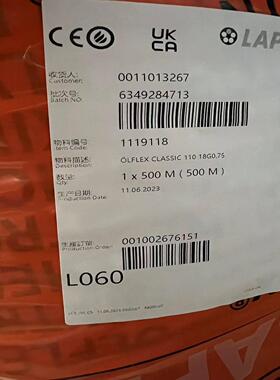 CE UK CA LAP
收货人: 0011013267
Customer:
批次号: 6349284713
Batch NO.
物料编号: 1119118
Item Code:
物料描述: ÖLFLEX CLASSIC 110 18G0,75
Item Description:
数量: 1 x 500 M ( 500 M )
Qty:
生产日期: 11.06.2023
Production Date:
生产订单: 001002676151
Production Order:
L060